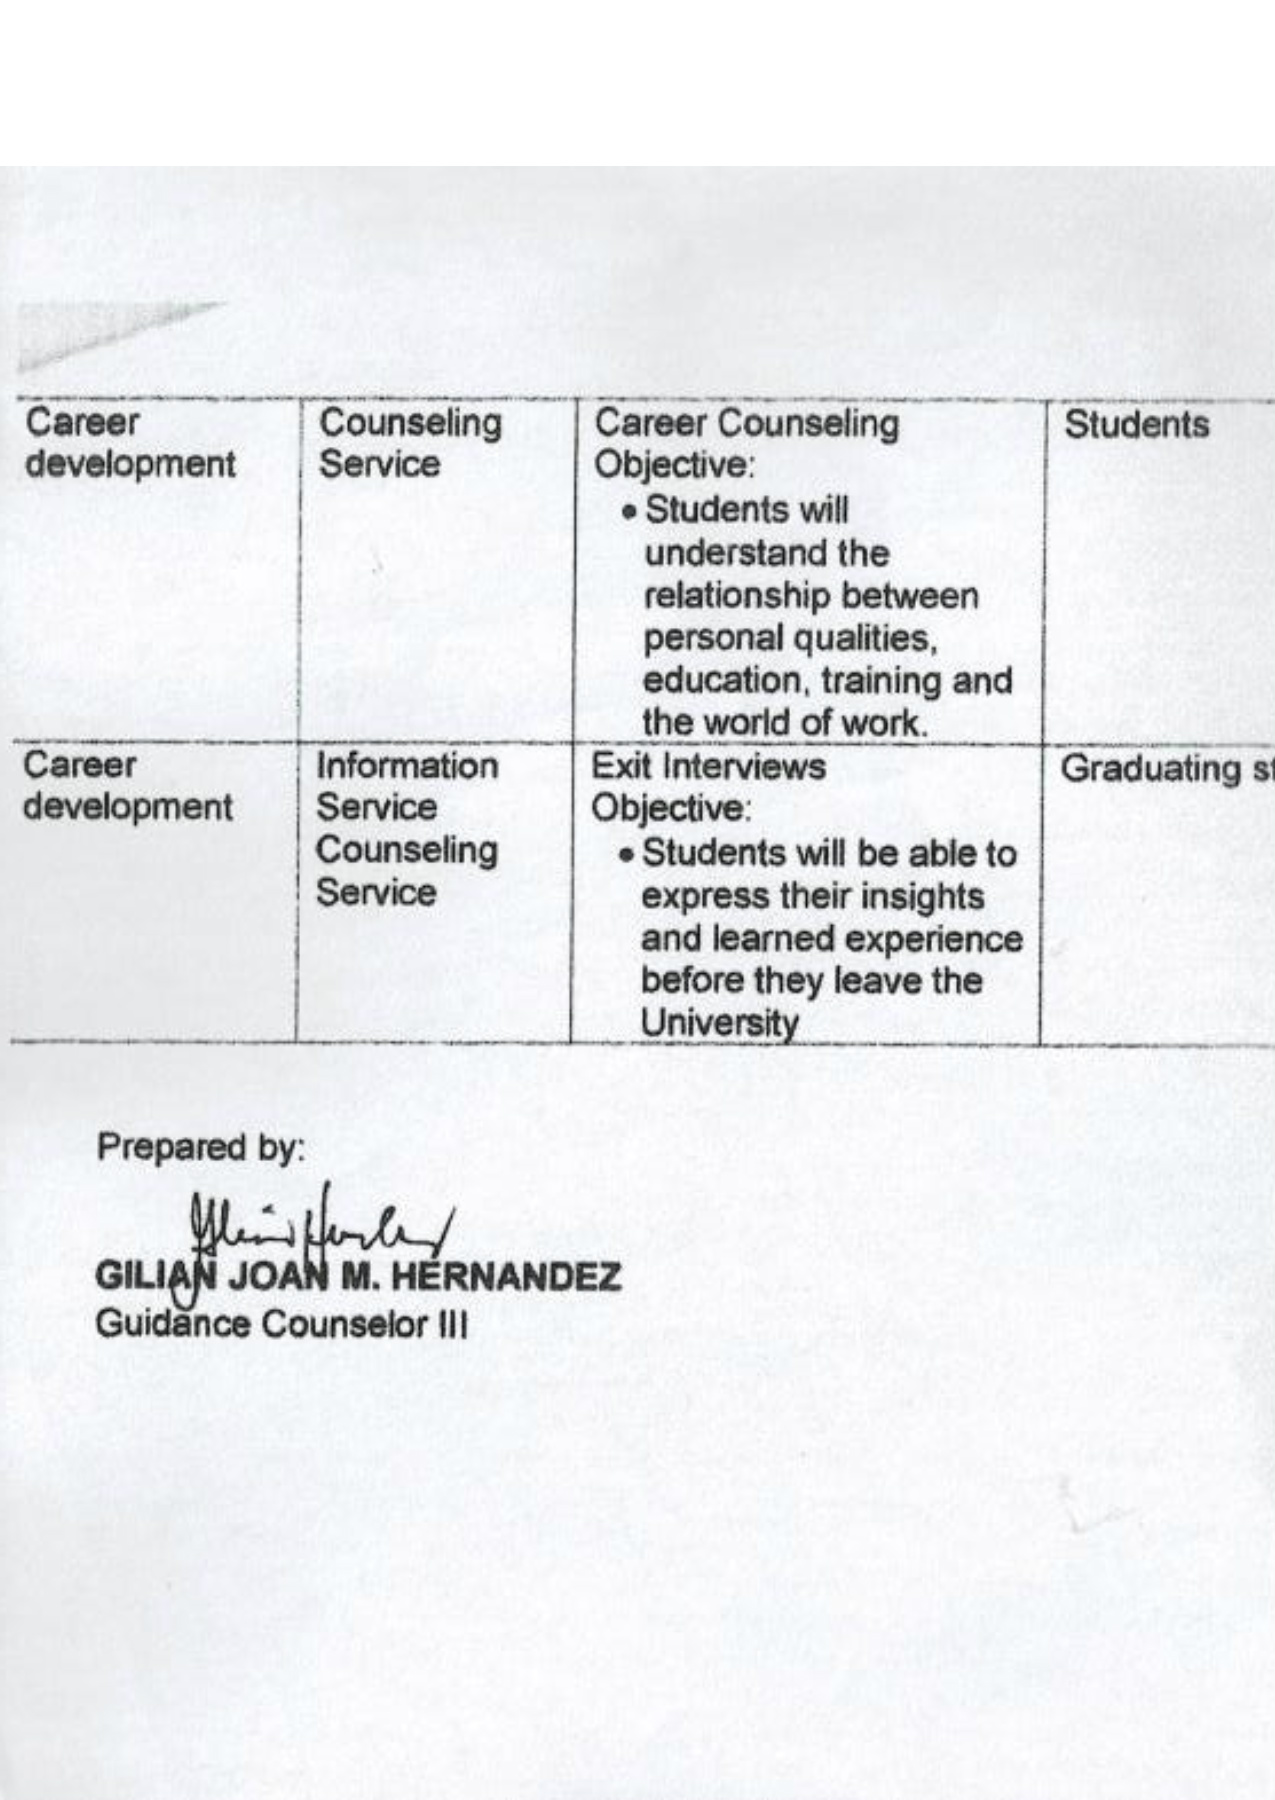 Career development
Counseling Service
Career Counseling
Objective:
• Students will
understand the
relationship between
personal qualities,
education, training and
the world of work.
Students
Career development
Information Service
Counseling Service
Exit Interviews
Objective:
• Students will be able to
express their insights
and learned experience
before they leave the
University
Graduating
Prepared by:
GILIAN JOAN M. HERNANDEZ
Guidance Counselor III